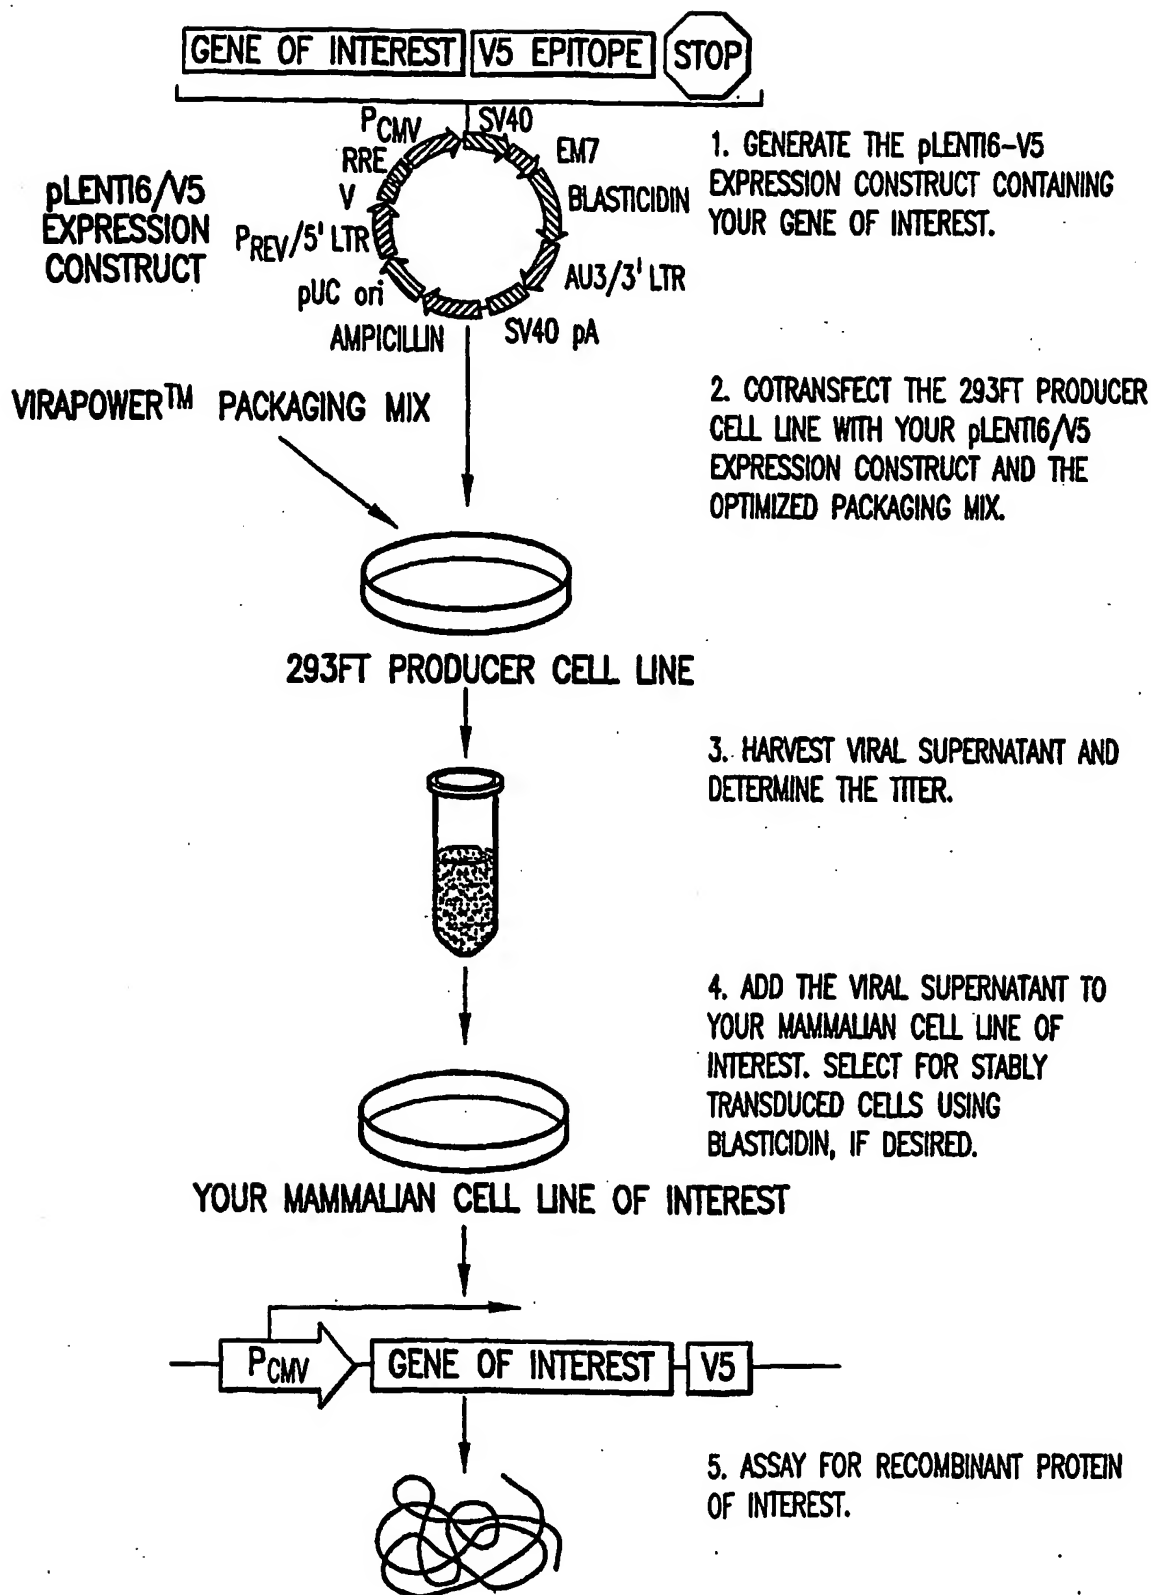 GENE OF INTEREST V5 EPITOPE STOP
P_CMV SV40
RRE EM7
V BLASTICIDIN
P_REV/5' LTR
pUC ori AU3/3' LTR
AMPICILLIN SV40 pA
pLENTI6/V5
EXPRESSION
CONSTRUCT
1. GENERATE THE pLENTI6-V5
EXPRESSION CONSTRUCT CONTAINING
YOUR GENE OF INTEREST.
VIRAPOWER™ PACKAGING MIX
2. COTRANSFECT THE 293FT PRODUCER
CELL LINE WITH YOUR pLENTI6/V5
EXPRESSION CONSTRUCT AND THE
OPTIMIZED PACKAGING MIX.
293FT PRODUCER CELL LINE
3. HARVEST VIRAL SUPERNATANT AND
DETERMINE THE TITER.
4. ADD THE VIRAL SUPERNATANT TO
YOUR MAMMALIAN CELL LINE OF
INTEREST. SELECT FOR STABLY
TRANSDUCED CELLS USING
BLASTICIDIN, IF DESIRED.
YOUR MAMMALIAN CELL LINE OF INTEREST
P_CMV GENE OF INTEREST V5
5. ASSAY FOR RECOMBINANT PROTEIN
OF INTEREST.